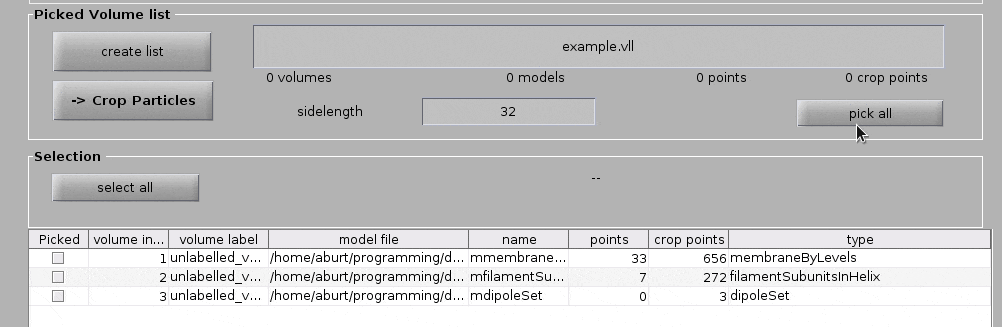 Picked Volume list
create list example.vll
0 volumes 0 models 0 points 0 crop points
-> Crop Particles
sidelength 32 pick all
Selection
select all --
Picked volume in... volume label model file name points crop points type
1 unlabelled_v... /home/aburt/programming/d... mmembrane... 33 656 membraneByLevels
2 unlabelled_v... /home/aburt/programming/d... mfilamentSu... 7 272 filamentSubunitsInHelix
3 unlabelled_v... /home/aburt/programming/d... mdipoleSet 0 3 dipoleSet